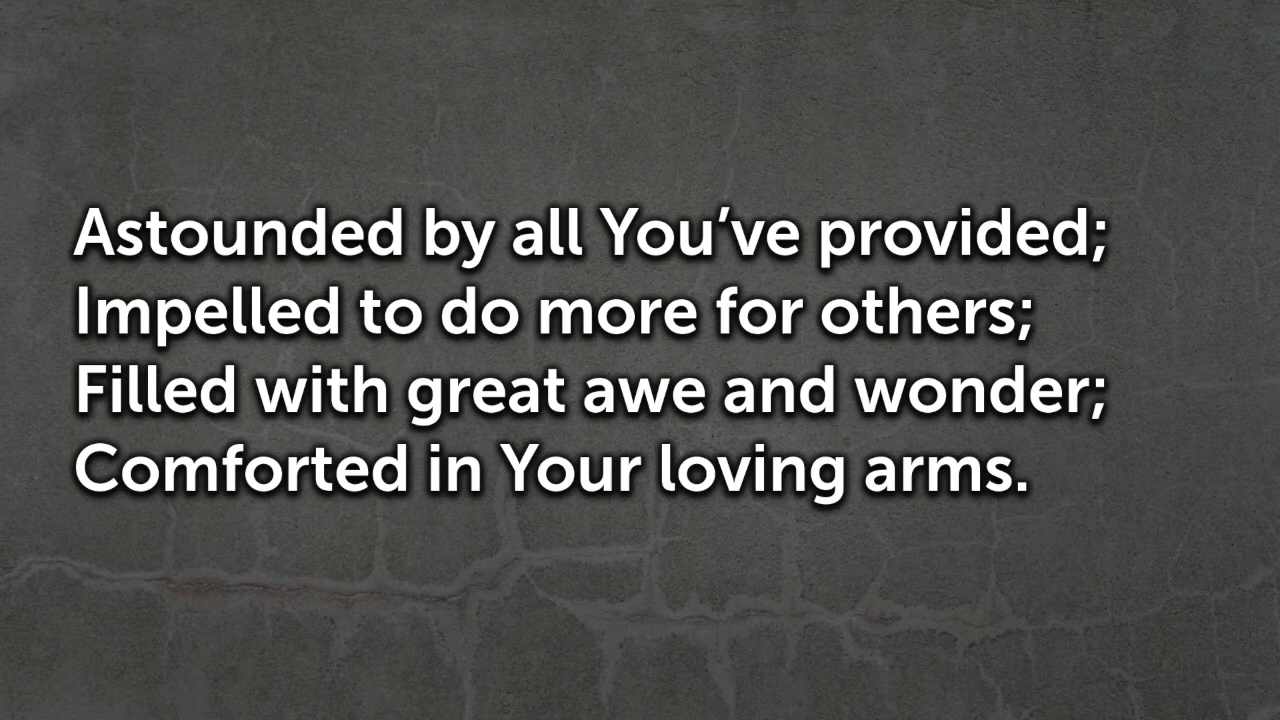 Astounded by all You’ve provided;
Impelled to do more for others;
Filled with great awe and wonder;
Comforted in Your loving arms.